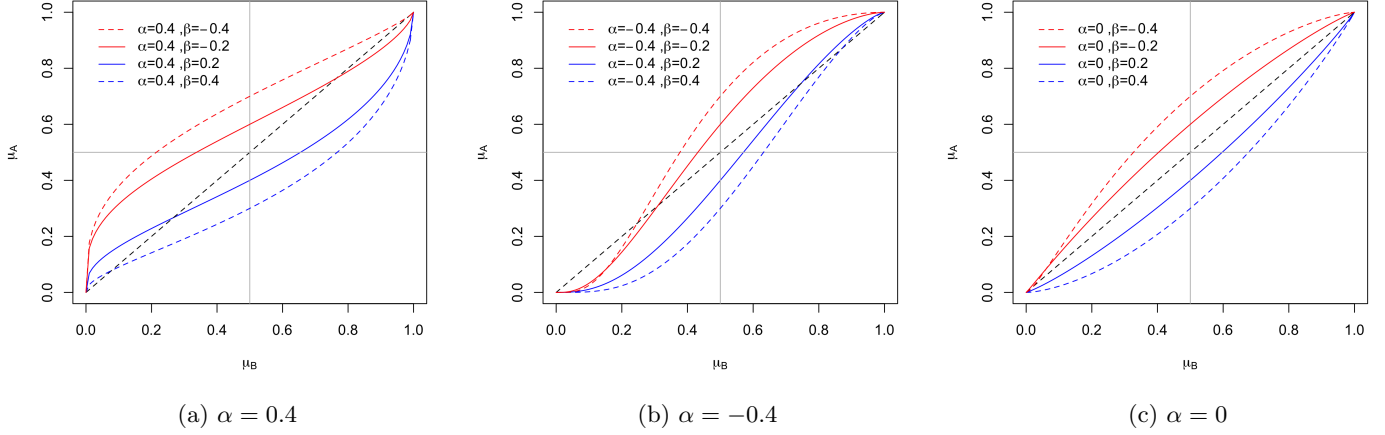 α=0.4 ,β=−0.4
α=0.4 ,β=−0.2
α=0.4 ,β=0.2
α=0.4 ,β=0.4
0.0 0.2 0.4 0.6 0.8 1.0
μA
0.0 0.2 0.4 0.6 0.8 1.0
μB
(a) α = 0.4
α=−0.4 ,β=−0.4
α=−0.4 ,β=−0.2
α=−0.4 ,β=0.2
α=−0.4 ,β=0.4
0.0 0.2 0.4 0.6 0.8 1.0
μA
0.0 0.2 0.4 0.6 0.8 1.0
μB
(b) α = −0.4
α=0 ,β=−0.4
α=0 ,β=−0.2
α=0 ,β=0.2
α=0 ,β=0.4
0.0 0.2 0.4 0.6 0.8 1.0
μA
0.0 0.2 0.4 0.6 0.8 1.0
μB
(c) α = 0